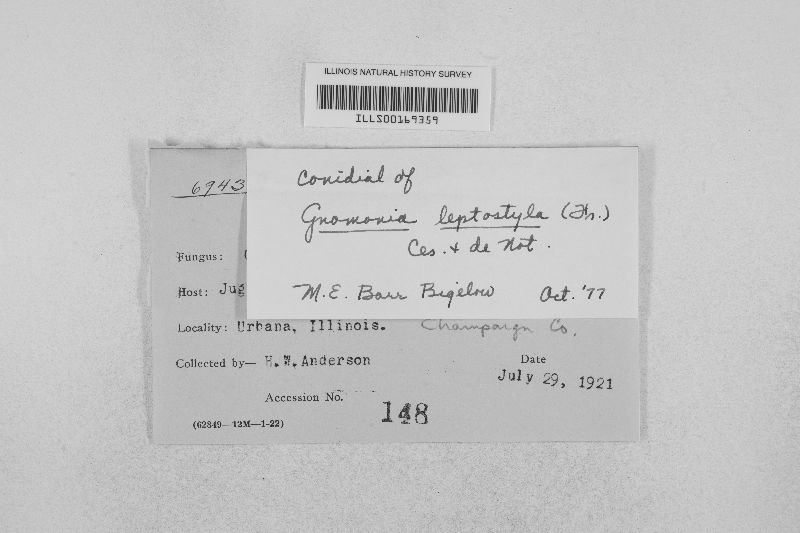 ILLINOIS NATURAL HISTORY SURVEY
ILLS00169359
6943
Conidial of
Gnomonia leptostyla (Fr.)
Ces. & de Not.
M.E. Barr Bigelow Oct. '77
Fungus:
Host: Jug
Locality: Urbana, Illinois. Champaign Co.
Collected by— H.W. Anderson
Date
July 29, 1921
Accession No.
148
(62849—12M—1-22)